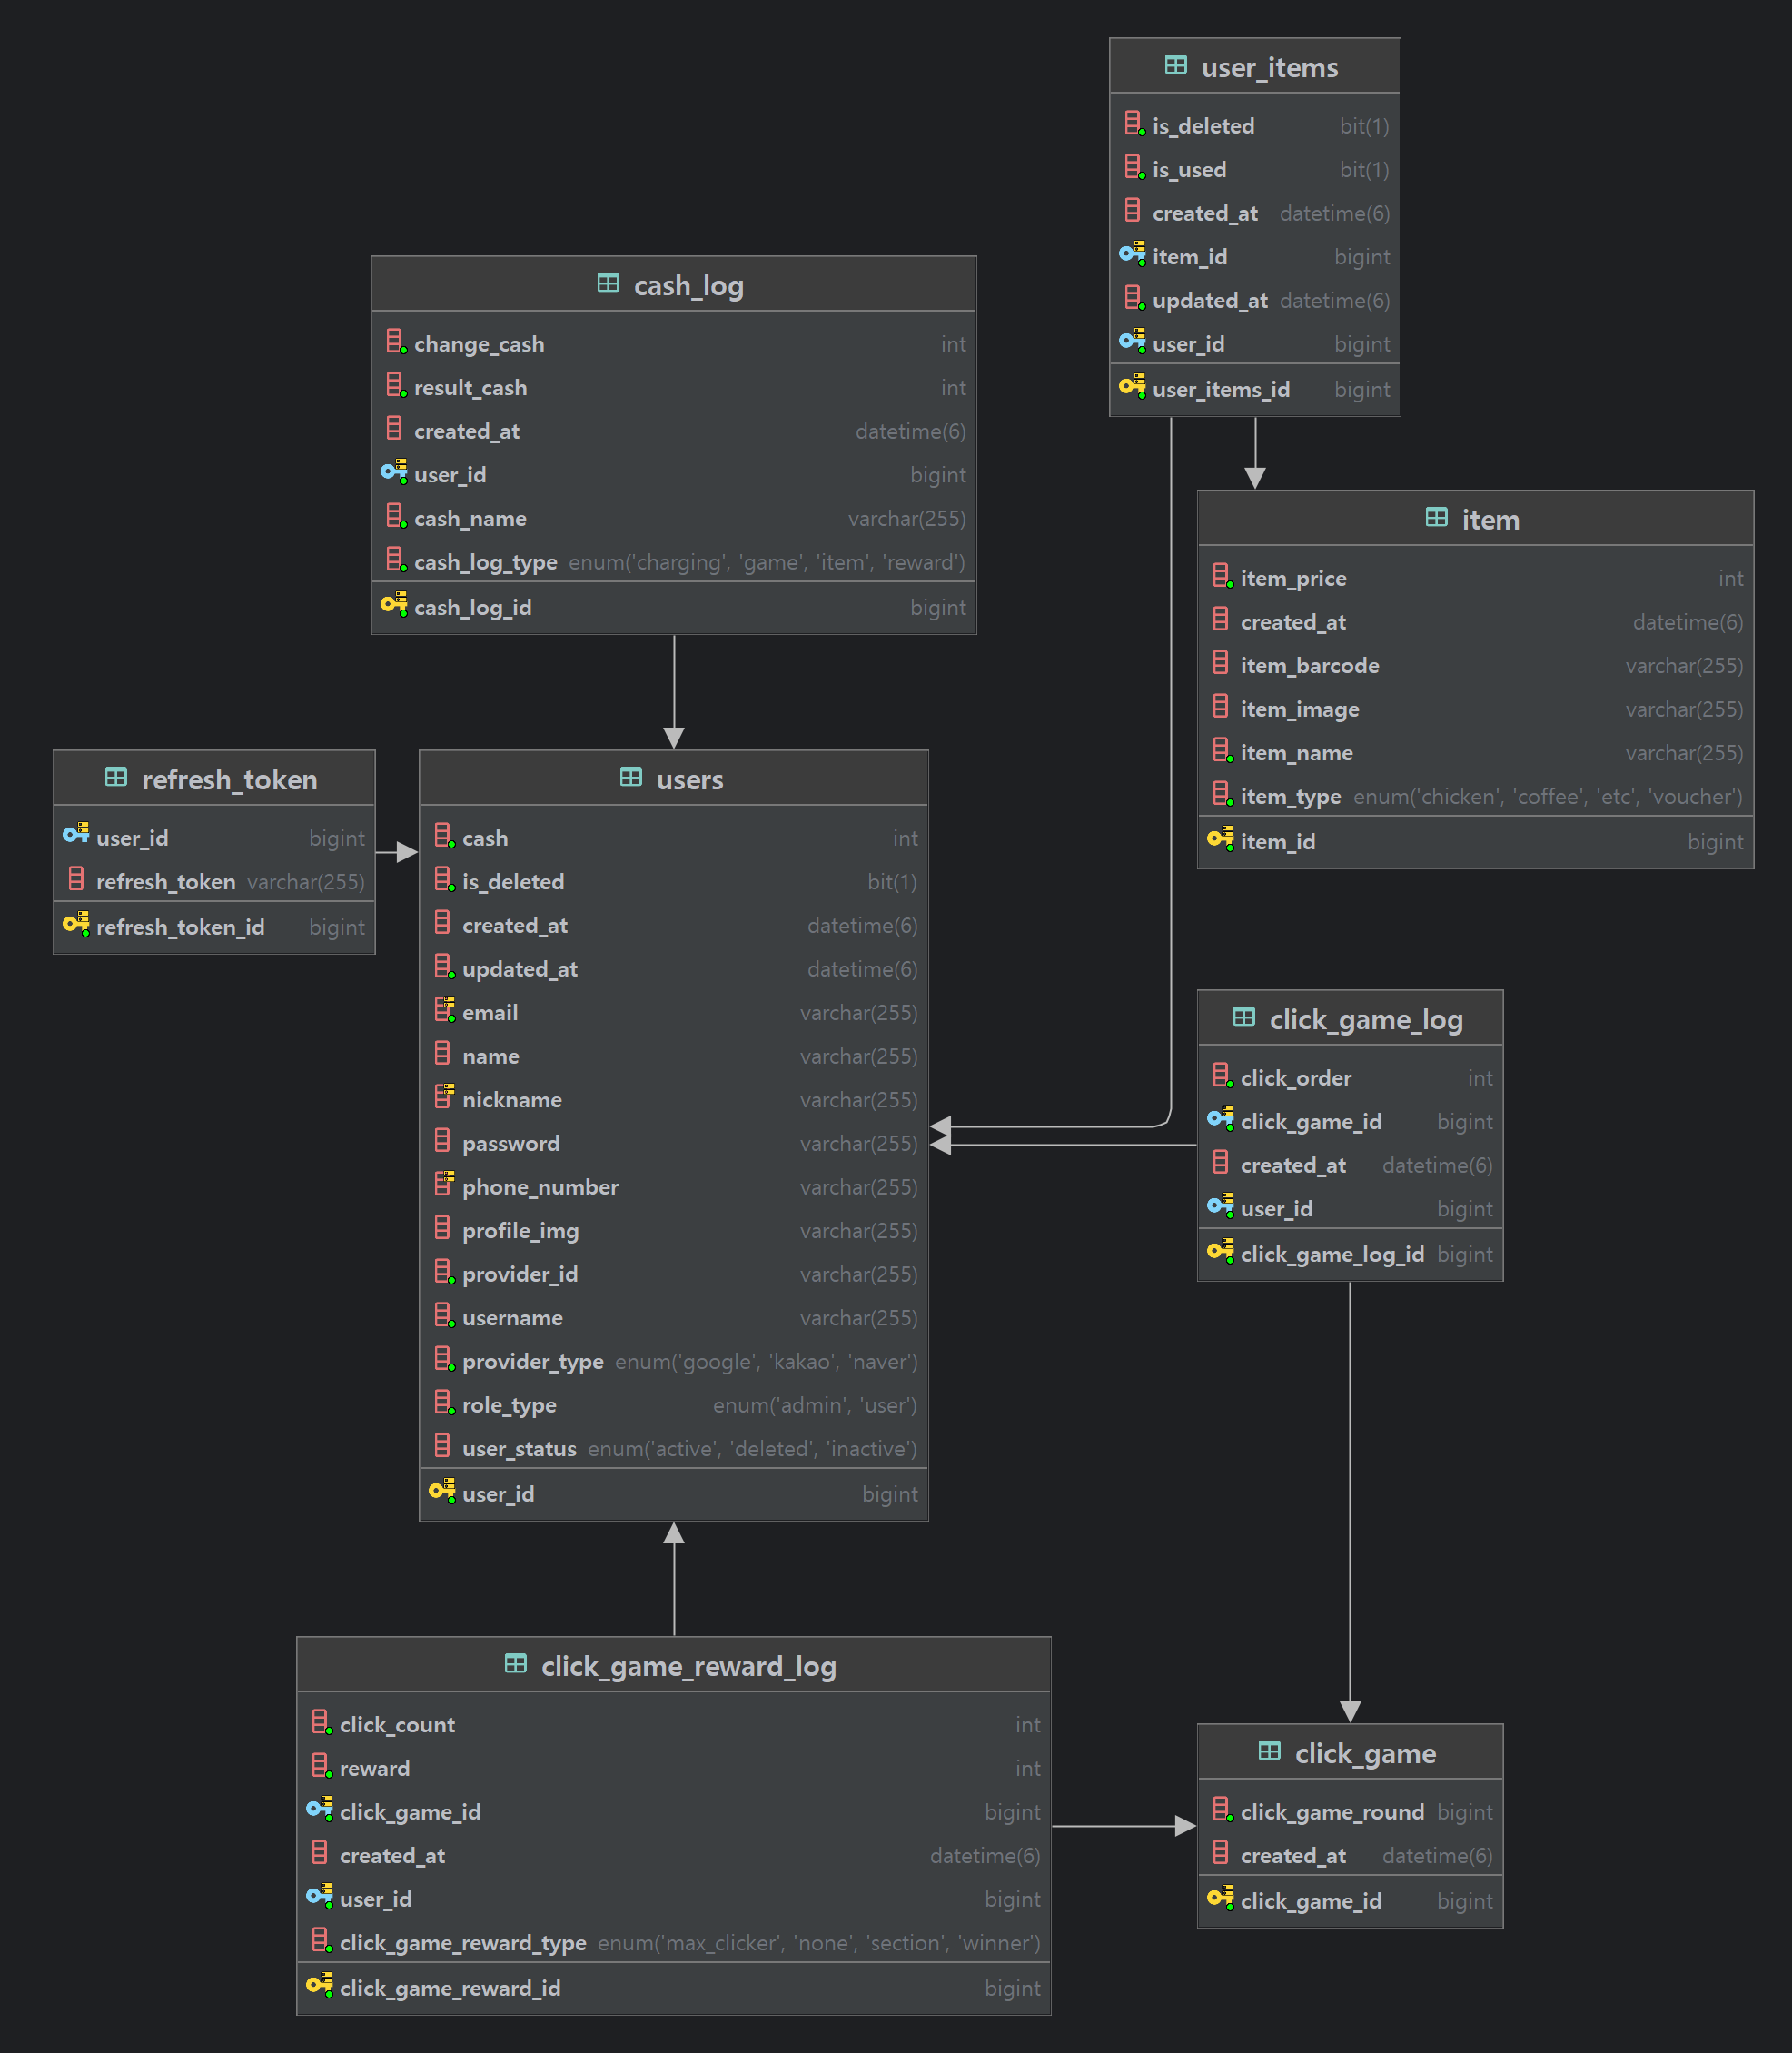 user_items
is_deleted bit(1)
is_used bit(1)
created_at datetime(6)
item_id bigint
updated_at datetime(6)
user_id bigint
user_items_id bigint
cash_log
change_cash int
result_cash int
created_at datetime(6)
user_id bigint
cash_name varchar(255)
cash_log_type enum('charging', 'game', 'item', 'reward')
cash_log_id bigint
item
item_price int
created_at datetime(6)
item_barcode varchar(255)
item_image varchar(255)
item_name varchar(255)
item_type enum('chicken', 'coffee', 'etc', 'voucher')
item_id bigint
refresh_token
user_id bigint
refresh_token varchar(255)
refresh_token_id bigint
users
cash int
is_deleted bit(1)
created_at datetime(6)
updated_at datetime(6)
email varchar(255)
name varchar(255)
nickname varchar(255)
password varchar(255)
phone_number varchar(255)
profile_img varchar(255)
provider_id varchar(255)
username varchar(255)
provider_type enum('google', 'kakao', 'naver')
role_type enum('admin', 'user')
user_status enum('active', 'deleted', 'inactive')
user_id bigint
click_game_log
click_order int
click_game_id bigint
created_at datetime(6)
user_id bigint
click_game_log_id bigint
click_game_reward_log
click_count int
reward int
click_game_id bigint
created_at datetime(6)
user_id bigint
click_game_reward_type enum('max_clicker', 'none', 'section', 'winner')
click_game_reward_id bigint
click_game
click_game_round bigint
created_at datetime(6)
click_game_id bigint